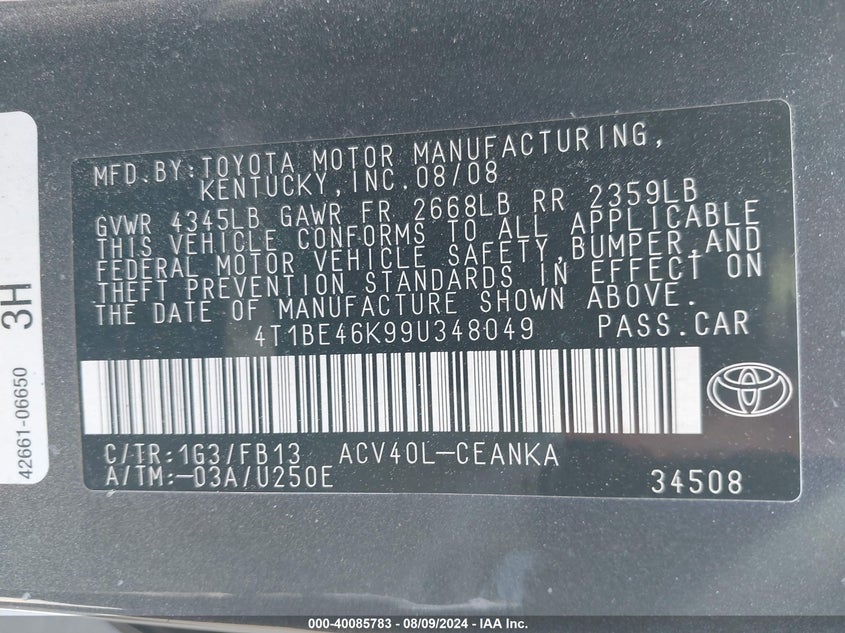 MFD.BY:TOYOTA MOTOR MANUFACTURING,
KENTUCKY,INC.08/08
GVWR 4345LB GAWR FR 2668LB RR 2359LB
THIS VEHICLE CONFORMS TO ALL APPLICABLE
FEDERAL MOTOR VEHICLE SAFETY,BUMPER,AND
THEFT PREVENTION STANDARDS IN EFFECT ON
THE DATE OF MANUFACTURE SHOWN ABOVE.
4T1BE46K99U348049 PASS.CAR
C/TR:1G3/FB13 ACV40L-CEANKA
A/TM:-03A/U250E 34508
42661-06650 3H
000-40085783 - 08/09/2024 - IAA Inc.